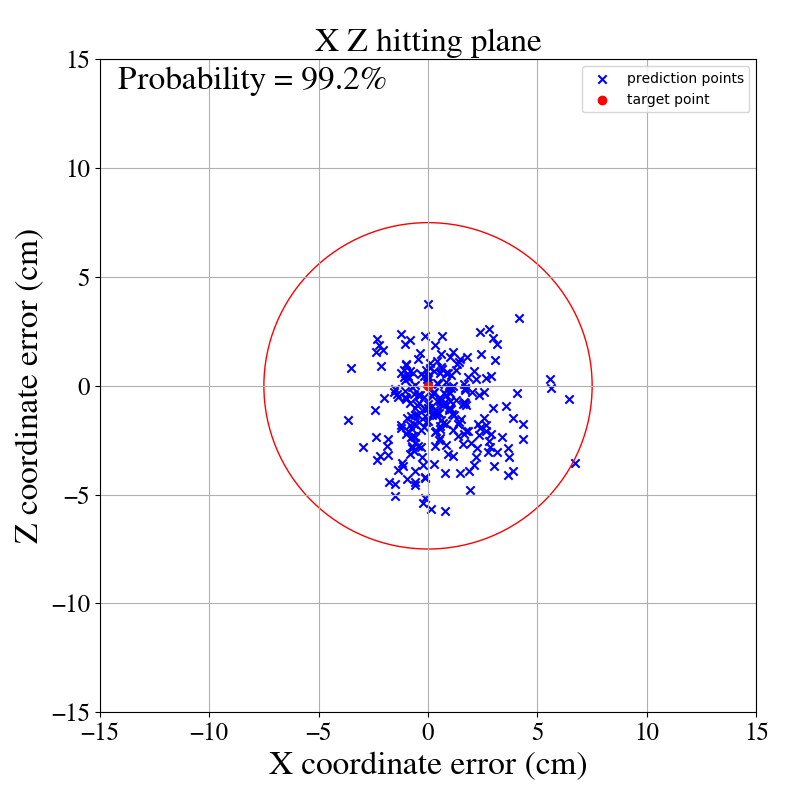 X Z hitting plane
Probability = 99.2%
prediction points
target point
15
10
5
0
−5
−10
−15
−15 −10 −5 0 5 10 15
Z coordinate error (cm)
X coordinate error (cm)